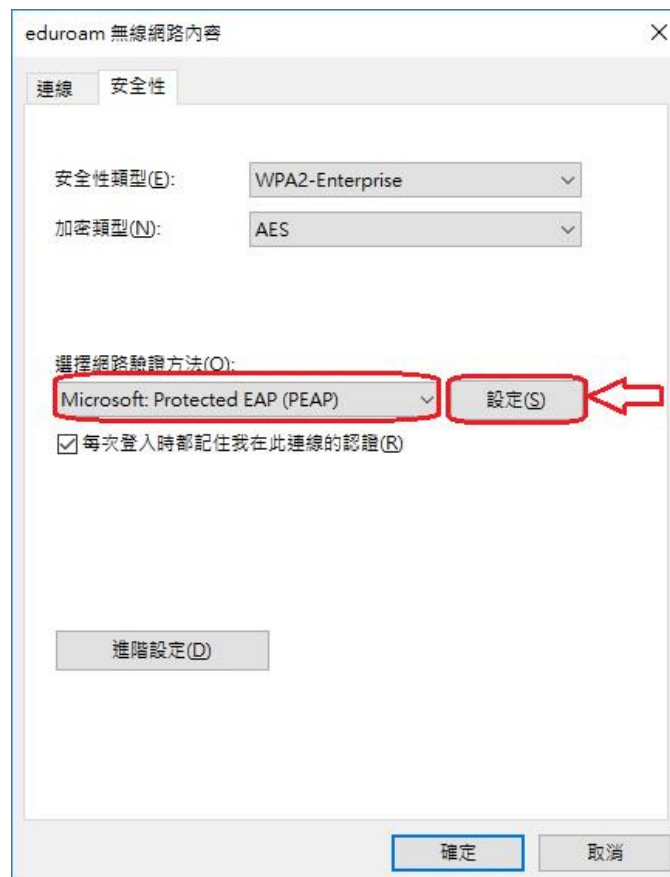 eduroam 無線網路內容
連線 安全性
安全性類型(E): WPA2-Enterprise
加密類型(N): AES
選擇網路驗證方法(O):
Microsoft: Protected EAP (PEAP) 設定(S)
每次登入時都記住我在此連線的認證(R)
進階設定(D)
確定 取消